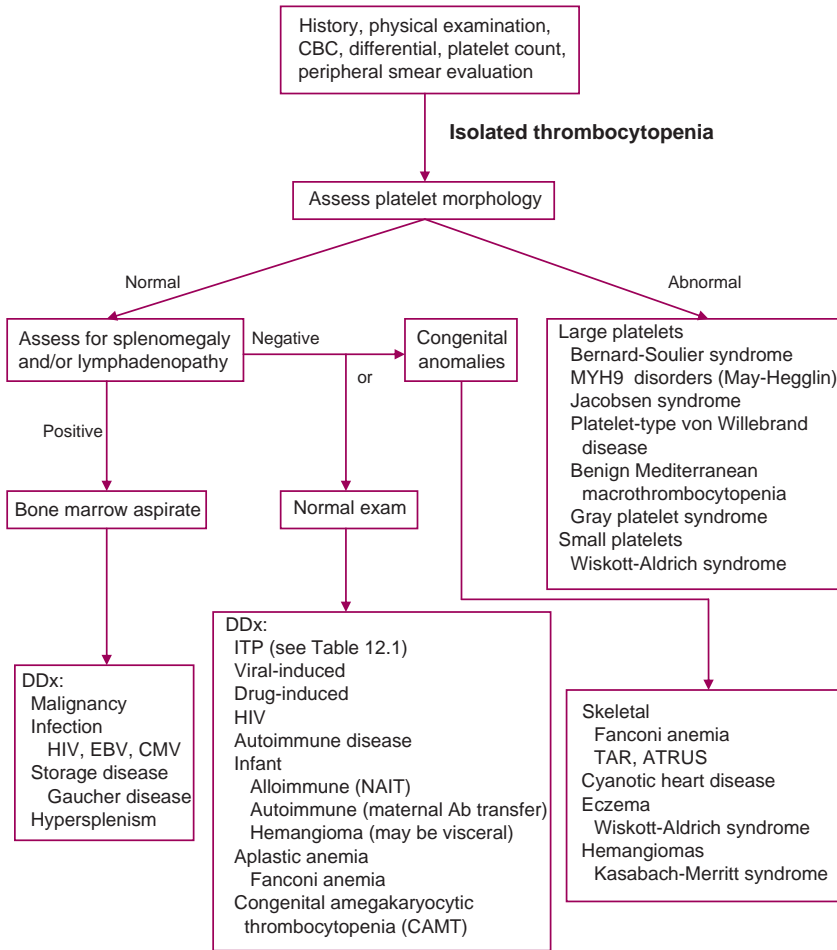 History, physical examination,
CBC, differential, platelet count,
peripheral smear evaluation
Isolated thrombocytopenia
Assess platelet morphology
Normal
Abnormal
Assess for splenomegaly
and/or lymphadenopathy
Negative
or
Congenital
anomalies
Large platelets
Bernard-Soulier syndrome
MYH9 disorders (May-Hegglin)
Jacobsen syndrome
Platelet-type von Willebrand
disease
Benign Mediterranean
macrothrombocytopenia
Gray platelet syndrome
Small platelets
Wiskott-Aldrich syndrome
Positive
Bone marrow aspirate
Normal exam
DDx:
Malignancy
Infection
HIV, EBV, CMV
Storage disease
Gaucher disease
Hypersplenism
DDx:
ITP (see Table 12.1)
Viral-induced
Drug-induced
HIV
Autoimmune disease
Infant
Alloimmune (NAIT)
Autoimmune (maternal Ab transfer)
Hemangioma (may be visceral)
Aplastic anemia
Fanconi anemia
Congenital amegakaryocytic
thrombocytopenia (CAMT)
Skeletal
Fanconi anemia
TAR, ATRUS
Cyanotic heart disease
Eczema
Wiskott-Aldrich syndrome
Hemangiomas
Kasabach-Merritt syndrome